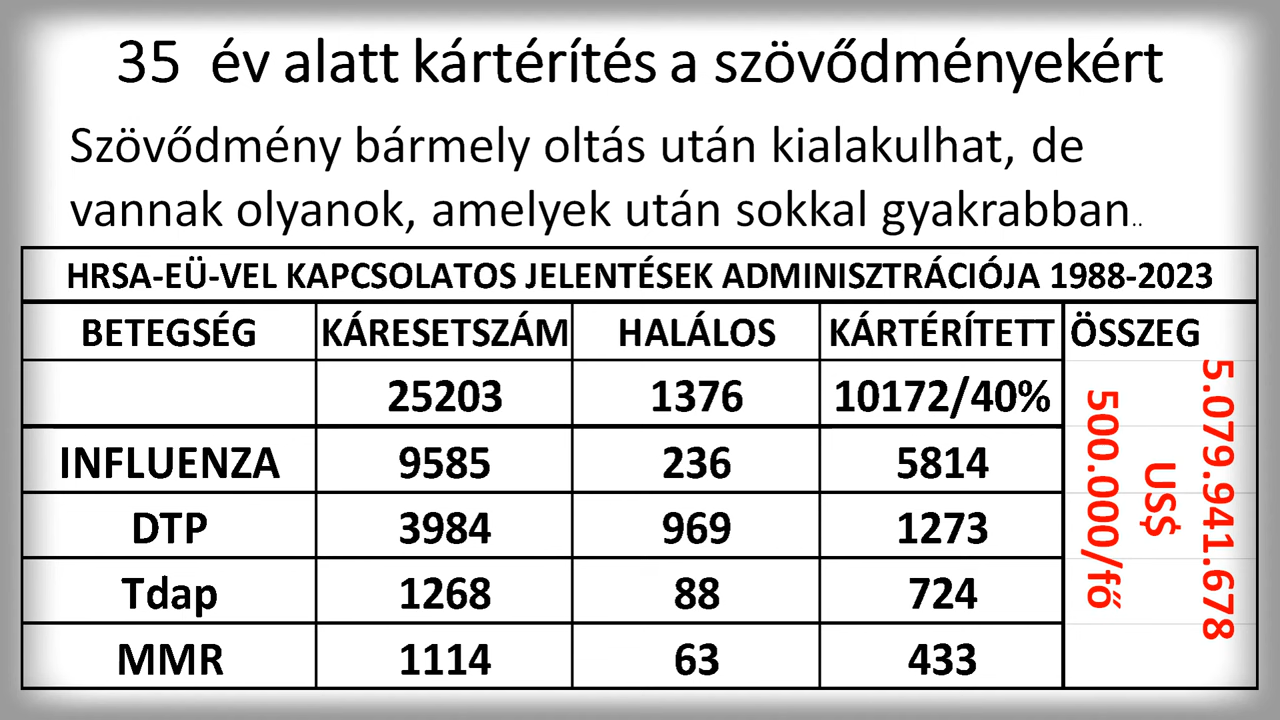 35 év alatt kártérítés a szövődményekért
Szövődmény bármely oltás után kialakulhat, de
vannak olyanok, amelyek után sokkal gyakrabban..
HRSA-EÜ-VEL KAPCSOLATOS JELENTÉSEK ADMINISZTRÁCIÓJA 1988-2023
BETEGSÉG KÁRESETSZÁM HALÁLOS KÁRTÉRÍTETT ÖSSZEG
25203 1376 10172/40%
INFLUENZA 9585 236 5814
DTP 3984 969 1273
Tdap 1268 88 724
MMR 1114 63 433
5.079.941.678
US$
500.000/fő